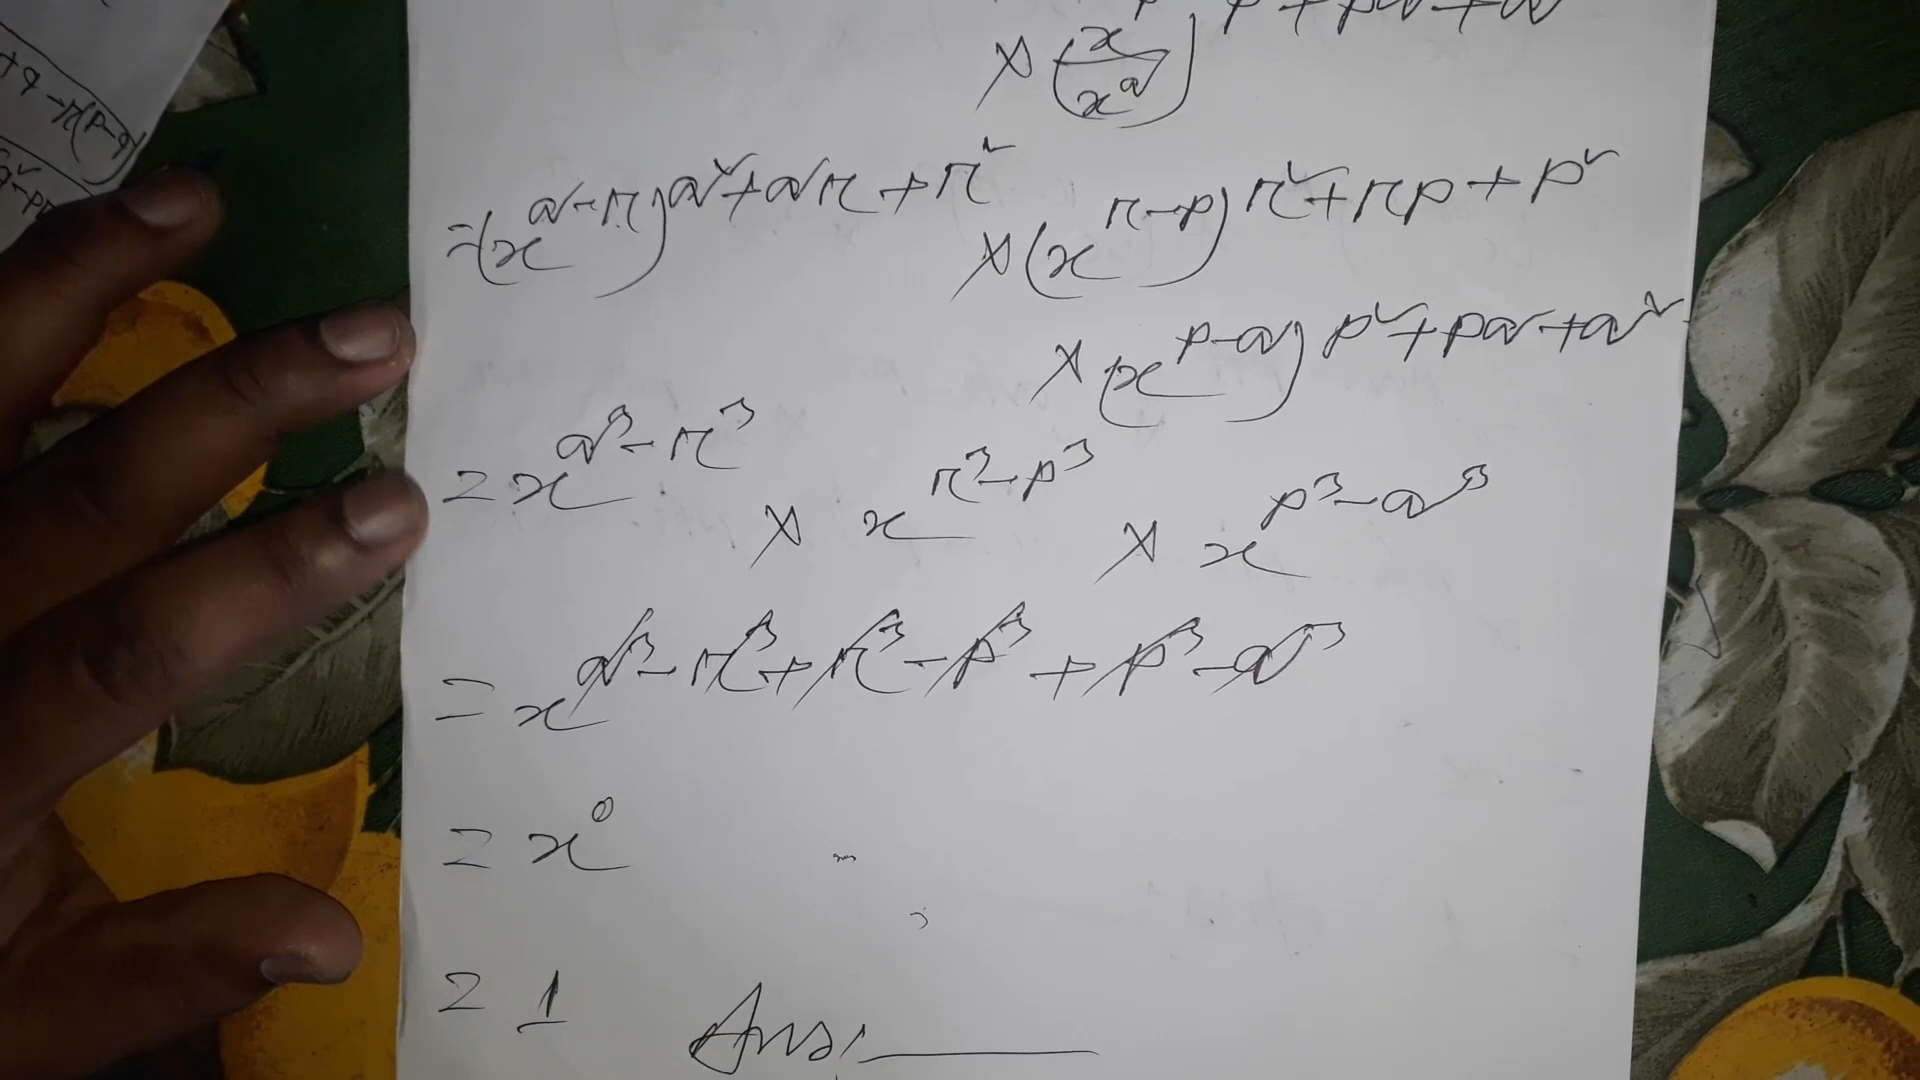 × (x^p/x^q)^p²+pq+q²
=(x^q-r)^q²+qr+r² ×(x^r-p)^r²+rp+p²
×(x^p-q)^p²+pq+q²
= x^q³-r³ × x^r³-p³ × x^p³-q³
= x^q³-r³+r³-p³+p³-q³
= x⁰
= 1 Ans:
+q-r(p-q)